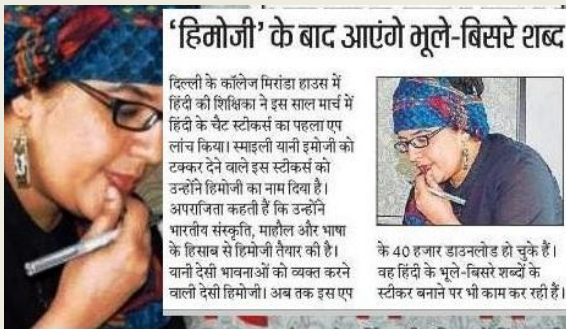 ‘हिमोजी’ के बाद आएंगे भूले-बिसरे शब्द
दिल्ली के कॉलेज मिरांडा हाउस में
हिंदी की शिक्षिका ने इस साल मार्च में
हिंदी के चैट स्टीकर्स का पहला एप
लांच किया। स्माइली यानी इमोजी को
टक्कर देने वाले इस स्टीकर्स को
उन्होंने हिमोजी का नाम दिया है।
अपराजिता कहती हैं कि उन्होंने
भारतीय संस्कृति, माहौल और भाषा
के हिसाब से हिमोजी तैयार की है।
यानी देसी भावनाओं को व्यक्त करने
वाली देसी हिमोजी। अब तक इस एप
के 40 हजार डाउनलोड हो चुके हैं।
वह हिंदी के भूले-बिसरे शब्दों के
स्टीकर बनाने पर भी काम कर रही हैं।